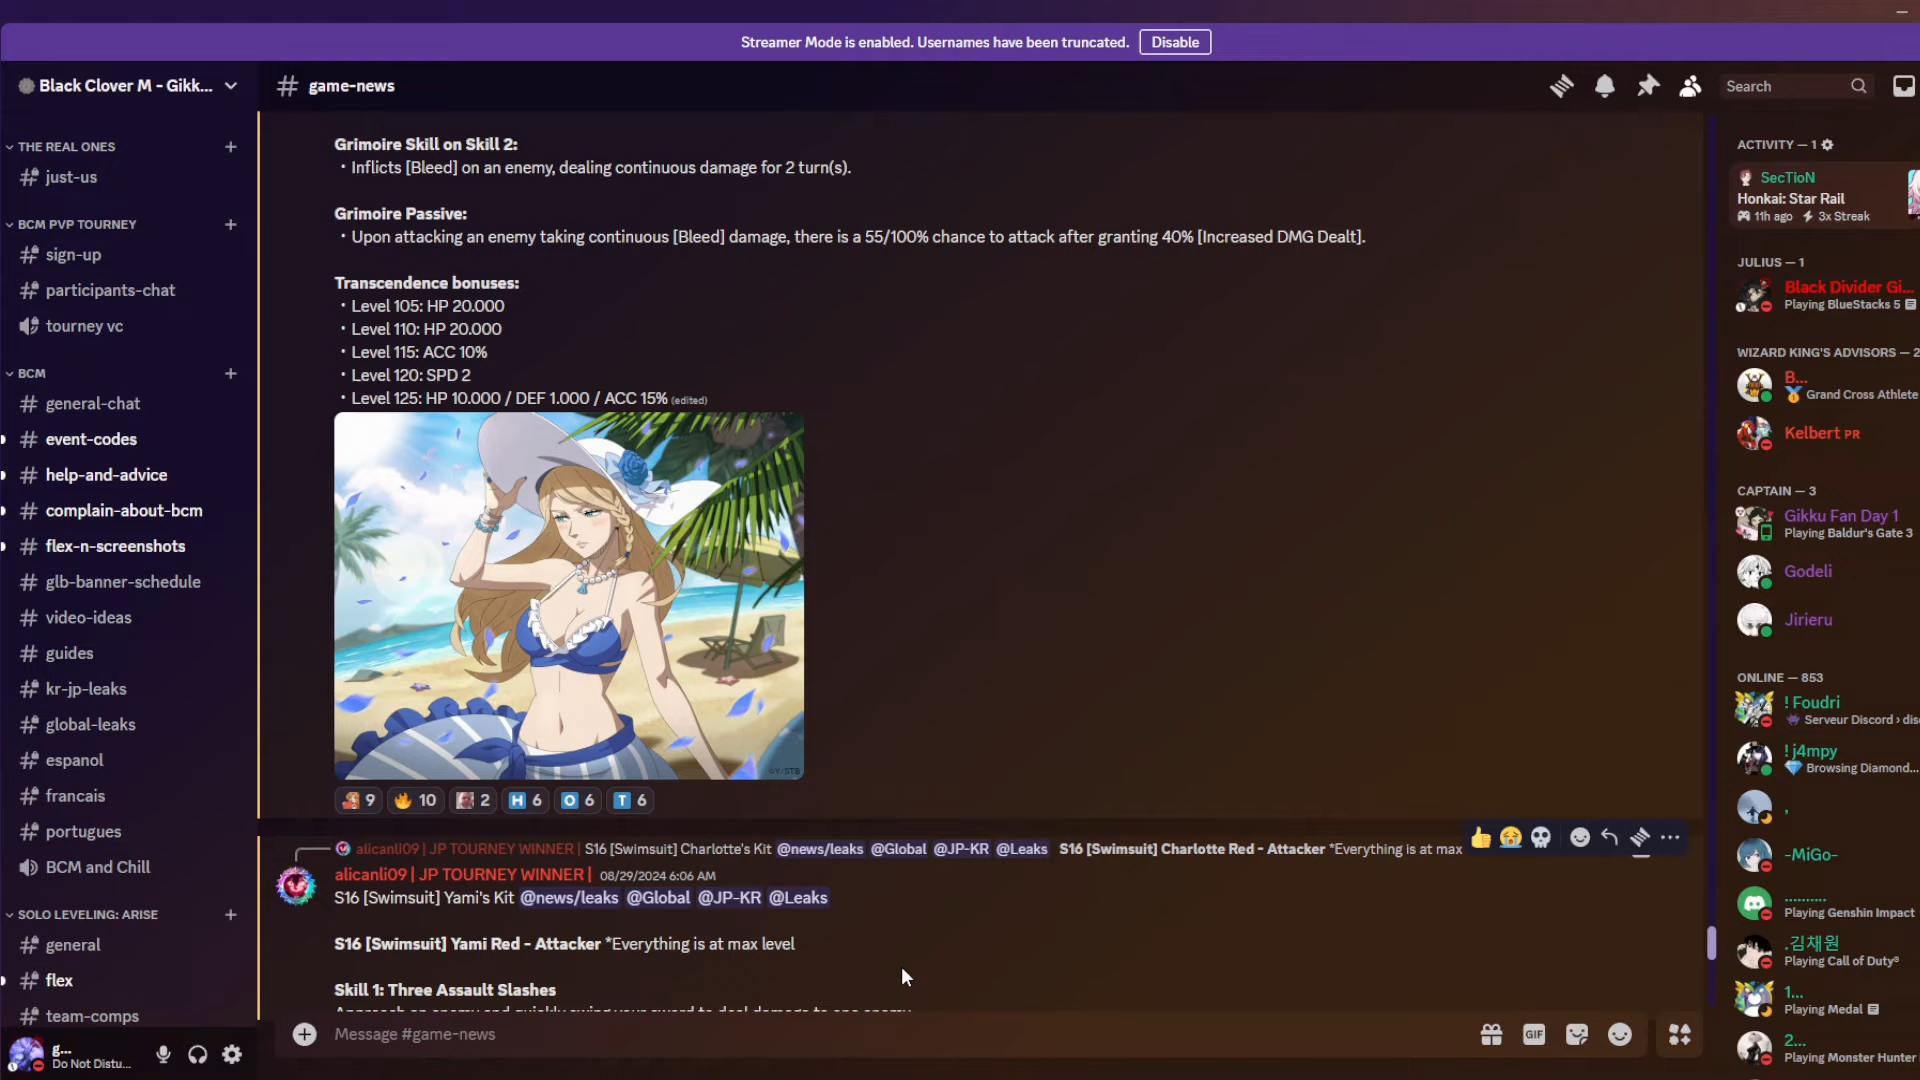 Streamer Mode is enabled. Usernames have been truncated. Disable
Black Clover M - Gikk...
THE REAL ONES
just-us
BCM PVP TOURNEY
sign-up
participants-chat
tourney vc
BCM
general-chat
event-codes
help-and-advice
complain-about-bcm
flex-n-screenshots
glb-banner-schedule
video-ideas
guides
kr-jp-leaks
global-leaks
espanol
francais
portugues
BCM and Chill
SOLO LEVELING: ARISE
general
flex
team-comps
g...
Do Not Distu...
# game-news
Search
Grimoire Skill on Skill 2:
• Inflicts [Bleed] on an enemy, dealing continuous damage for 2 turn(s).
Grimoire Passive:
• Upon attacking an enemy taking continuous [Bleed] damage, there is a 55/100% chance to attack after granting 40% [Increased DMG Dealt].
Transcendence bonuses:
• Level 105: HP 20.000
• Level 110: HP 20.000
• Level 115: ACC 10%
• Level 120: SPD 2
• Level 125: HP 10.000 / DEF 1.000 / ACC 15% (edited)
©Y/STB
9 10 2 H 6 O 6 T 6
alicanli09 | JP TOURNEY WINNER | S16 [Swimsuit] Charlotte's Kit @news/leaks @Global @JP-KR @Leaks S16 [Swimsuit] Charlotte Red - Attacker *Everything is at max
alicanli09 | JP TOURNEY WINNER | 08/29/2024 6:06 AM
S16 [Swimsuit] Yami's Kit @news/leaks @Global @JP-KR @Leaks
S16 [Swimsuit] Yami Red - Attacker *Everything is at max level
Skill 1: Three Assault Slashes
Message #game-news
GIF
ACTIVITY — 1
SecTioN
Honkai: Star Rail
11h ago 3x Streak
JULIUS — 1
Black Divider Gi...
Playing BlueStacks 5
WIZARD KING'S ADVISORS — 2
B...
Grand Cross Athlete
Kelbert PR
CAPTAIN — 3
Gikku Fan Day 1
Playing Baldur's Gate 3
Godeli
Jirieru
ONLINE — 853
! Foudri
Serveur Discord › dis
! j4mpy
Browsing Diamond...
,
-MiGo-
..........
Playing Genshin Impact
.김채원
Playing Call of Duty®
1...
Playing Medal
2...
Playing Monster Hunter